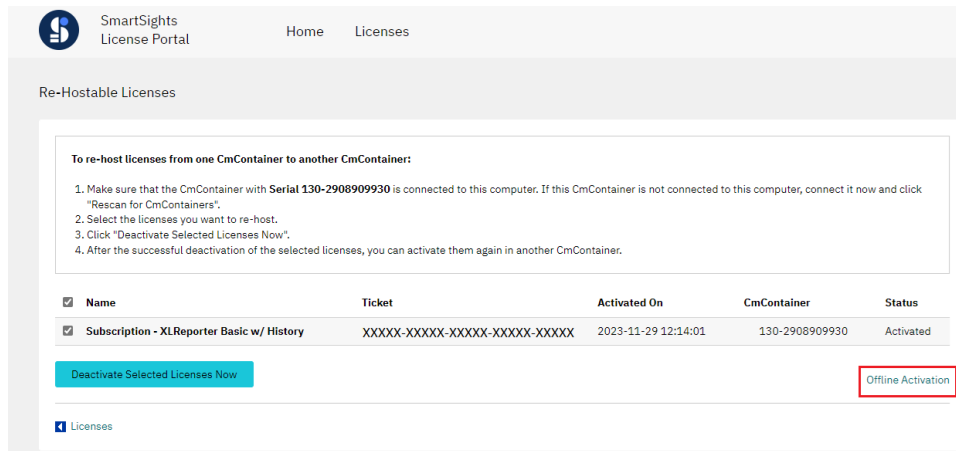 SmartSights
License Portal
Home Licenses
Re-Hostable Licenses
To re-host licenses from one CmContainer to another CmContainer:
1. Make sure that the CmContainer with Serial 130-2908909930 is connected to this computer. If this CmContainer is not connected to this computer, connect it now and click
"Rescan for CmContainers".
2. Select the licenses you want to re-host.
3. Click "Deactivate Selected Licenses Now".
4. After the successful deactivation of the selected licenses, you can activate them again in another CmContainer.
Name Ticket Activated On CmContainer Status
Subscription - XLReporter Basic w/ History XXXXX-XXXXX-XXXXX-XXXXX-XXXXX 2023-11-29 12:14:01 130-2908909930 Activated
Deactivate Selected Licenses Now
Offline Activation
Licenses